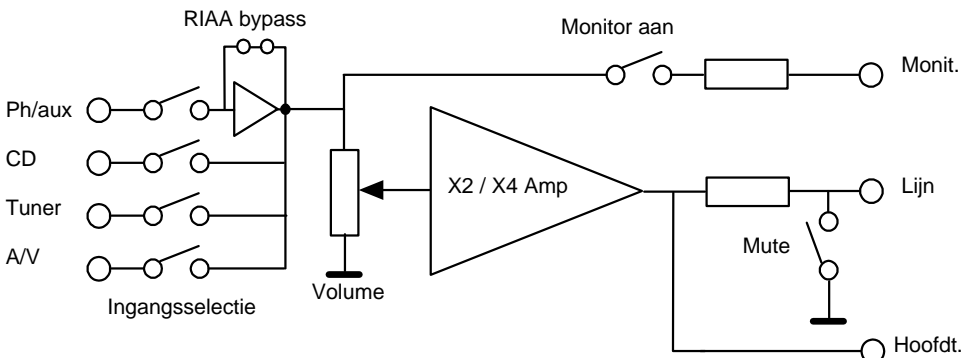 RIAA bypass
Monitor aan
Monit.
Ph/aux
CD
X2 / X4 Amp
Lijn
Tuner
Mute
A/V
Volume
Ingangsselectie
Hoofdt.